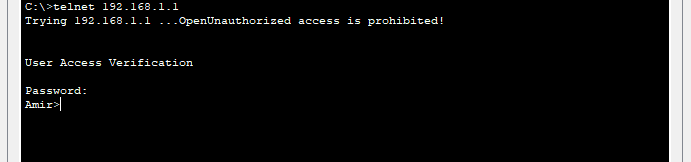 C:\>telnet 192.168.1.1
Trying 192.168.1.1 ...OpenUnauthorized access is prohibited!
User Access Verification
Password:
Amir>